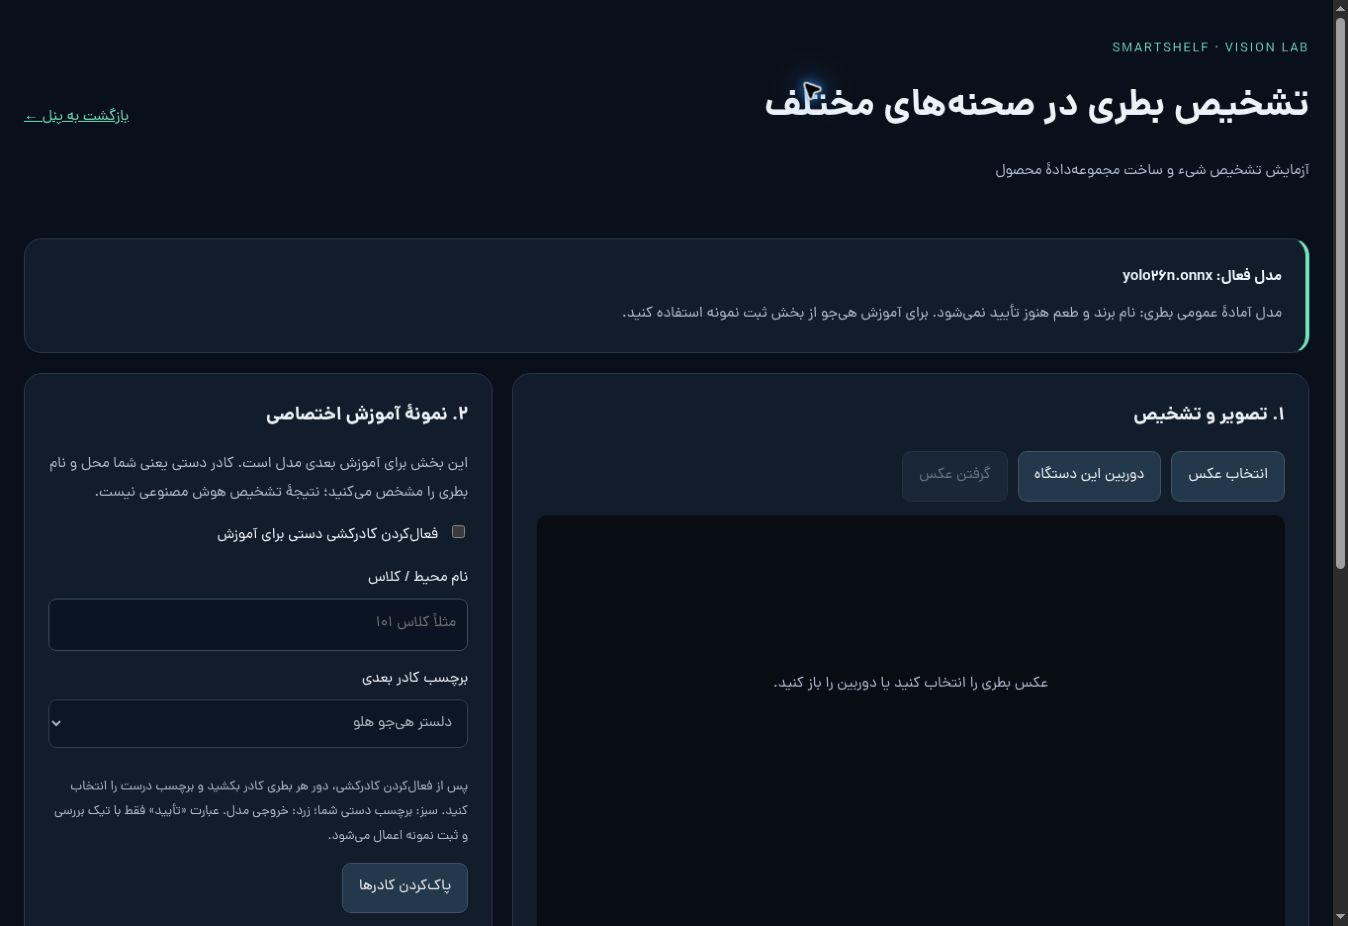 SMARTSHELF · VISION LAB
تشخیص بطری در صحنه‌های مختلف
بازگشت به پنل ←
آزمایش تشخیص شیء و ساخت مجموعه‌دادهٔ محصول
مدل فعال: yolo۲۶n.onnx
مدل آمادهٔ عمومی بطری: نام برند و طعم هنوز تأیید نمی‌شود. برای آموزش هی‌جو از بخش ثبت نمونه استفاده کنید.
۱. تصویر و تشخیص
انتخاب عکس
دوربین این دستگاه
گرفتن عکس
عکس بطری را انتخاب کنید یا دوربین را باز کنید.
۲. نمونهٔ آموزش اختصاصی
این بخش برای آموزش بعدی مدل است. کادر دستی یعنی شما محل و نام
بطری را مشخص می‌کنید؛ نتیجهٔ تشخیص هوش مصنوعی نیست.
فعال‌کردن کادرکشی دستی برای آموزش
نام محیط / کلاس
مثلاً کلاس ۱۰۱
برچسب کادر بعدی
دلستر هی‌جو هلو
پس از فعال‌کردن کادرکشی، دور هر بطری کادر بکشید و برچسب درست را انتخاب
کنید. سبز: برچسب دستی شما؛ زرد: خروجی مدل. عبارت «تأیید» فقط با تیک بررسی
و ثبت نمونه اعمال می‌شود.
پاک‌کردن کادرها